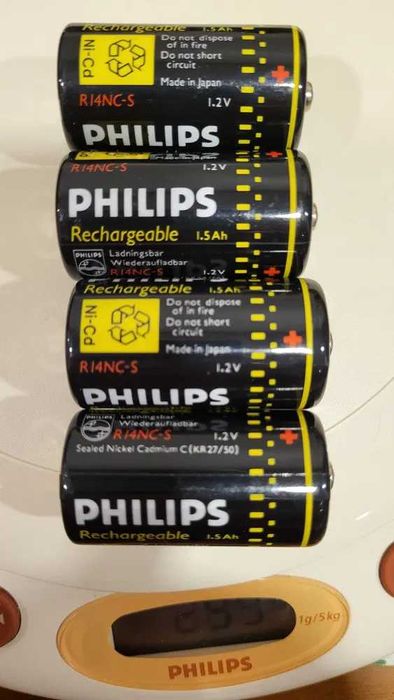 1.5Ah
Rechargeable
Ni-Cd
Do not dispose
of in fire
Do not short
circuit
Made in Japan
R14NC-S 1.2V
PHILIPS
R14NC-S 1.2V
PHILIPS
Rechargeable 1.5Ah
PHILIPS
Ladningsbar
Wiederaufladbar
R14NC-S 1.2V
Rechargeable 1.5Ah
Ni-Cd
Do not dispose
of in fire
Do not short
circuit
Made in Japan
R14NC-S 1.2V
PHILIPS
PHILIPS
Ladningsbar
Wiederaufladbar
R14NC-S 1.2V
Sealed Nickel Cadmium C (KR27/50)
PHILIPS
Rechargeable 1.5Ah
1g/5kg
PHILIPS